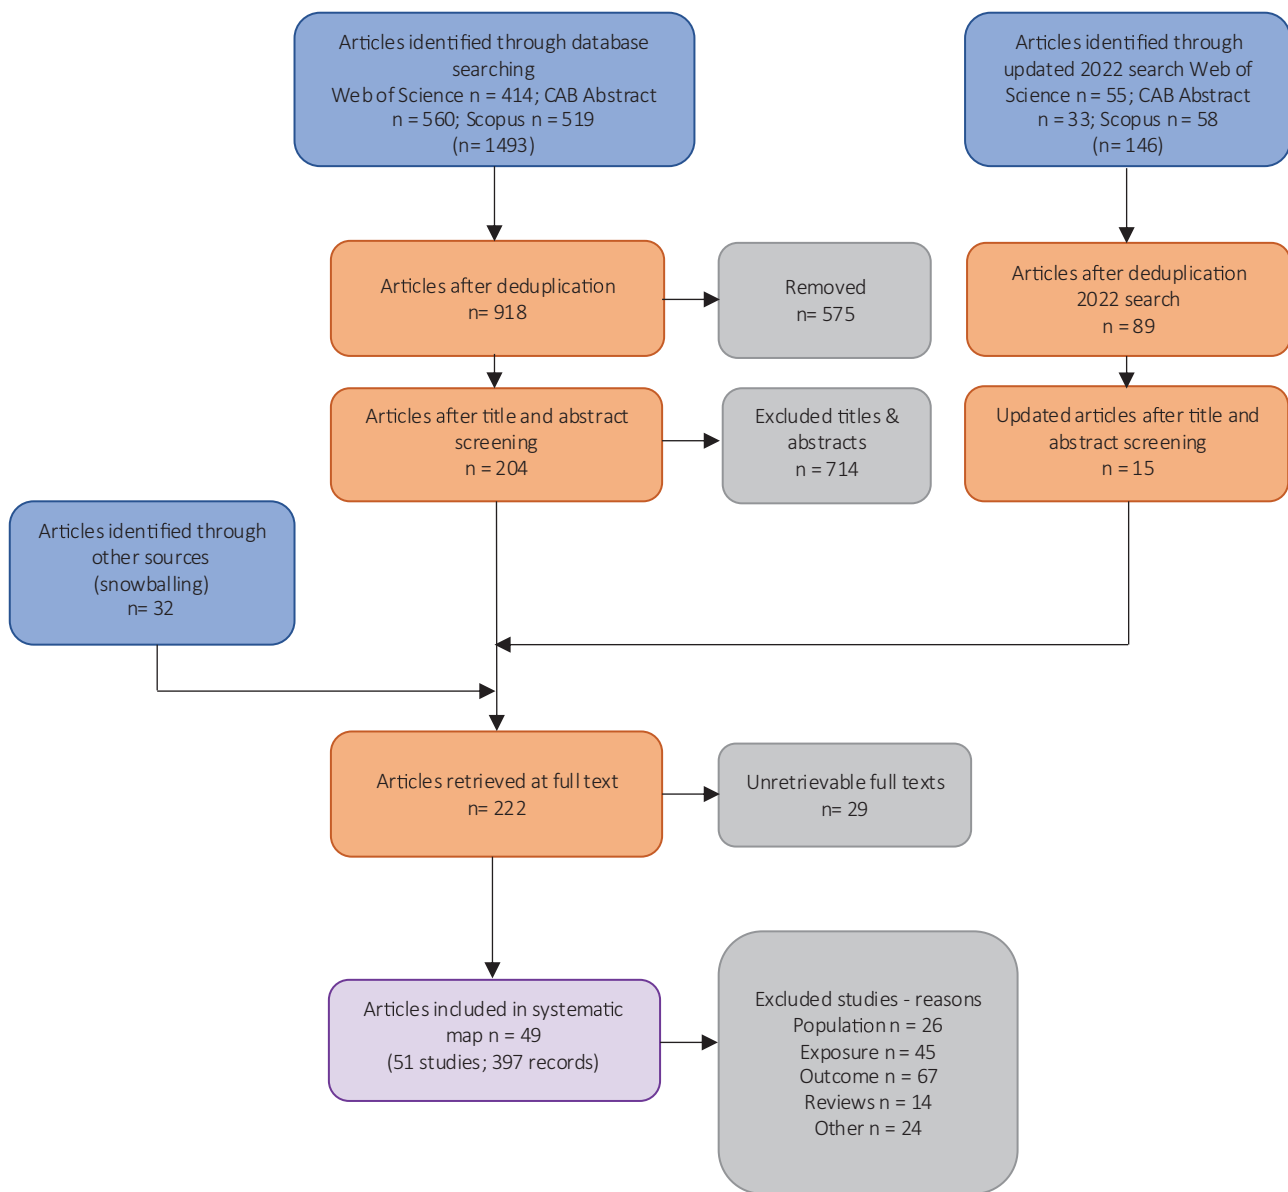 Articles identified through database
searching
Web of Science n = 414; CAB Abstract
n = 560; Scopus n = 519
(n= 1493)
Articles identified through
updated 2022 search Web of
Science n = 55; CAB Abstract
n = 33; Scopus n = 58
(n = 146)
Articles after deduplication
n= 918
Removed
n= 575
Articles after deduplication
2022 search
n = 89
Articles after title and abstract
screening
n = 204
Excluded titles &
abstracts
n = 714
Updated articles after title and
abstract screening
n = 15
Articles identified through
other sources
(snowballing)
n= 32
Articles retrieved at full text
n= 222
Unretrievable full texts
n= 29
Articles included in systematic
map n = 49
(51 studies; 397 records)
Excluded studies - reasons
Population n = 26
Exposure n = 45
Outcome n = 67
Reviews n = 14
Other n = 24